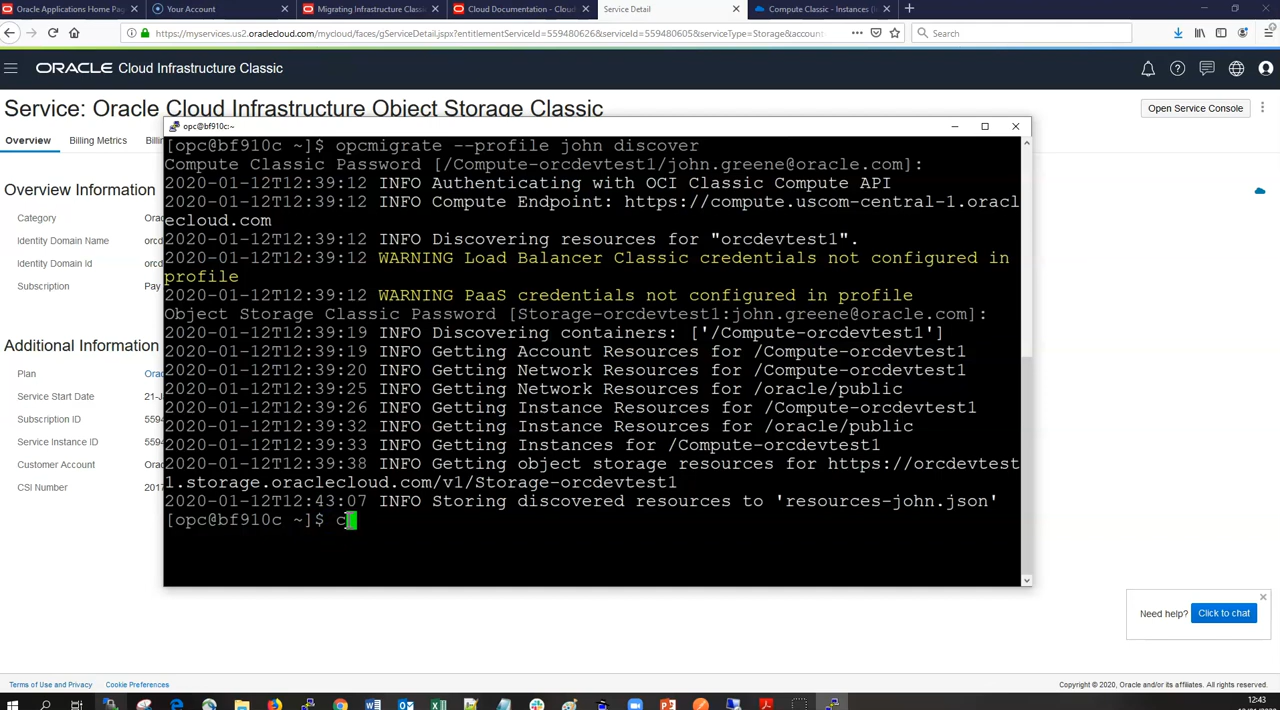 Oracle Applications Home Pag
Your Account
Migrating Infrastructure Classic
Cloud Documentation - Cloud
Service Detail
Compute Classic - Instances (
https://myservices.us2.oraclecloud.com/mycloud/faces/gServiceDetail.jspx?entitlementServiceId=559480626&serviceId=559480605&serviceType=Storage&account
Search
ORACLE Cloud Infrastructure Classic
Service: Oracle Cloud Infrastructure Object Storage Classic
Open Service Console
Overview
Billing Metrics
Billi
opc@bf910c:~
[opc@bf910c ~]$ opcmigrate --profile john discover
Compute Classic Password [/Compute-orcdevtest1/john.greene@oracle.com]:
2020-01-12T12:39:12 INFO Authenticating with OCI Classic Compute API
2020-01-12T12:39:12 INFO Compute Endpoint: https://compute.uscom-central-1.oracl
ecloud.com
2020-01-12T12:39:12 INFO Discovering resources for "orcdevtest1".
2020-01-12T12:39:12 WARNING Load Balancer Classic credentials not configured in
profile
2020-01-12T12:39:12 WARNING PaaS credentials not configured in profile
Object Storage Classic Password [Storage-orcdevtest1:john.greene@oracle.com]:
2020-01-12T12:39:19 INFO Discovering containers: ['/Compute-orcdevtest1']
2020-01-12T12:39:19 INFO Getting Account Resources for /Compute-orcdevtest1
2020-01-12T12:39:20 INFO Getting Network Resources for /Compute-orcdevtest1
2020-01-12T12:39:25 INFO Getting Network Resources for /oracle/public
2020-01-12T12:39:26 INFO Getting Instance Resources for /Compute-orcdevtest1
2020-01-12T12:39:32 INFO Getting Instance Resources for /oracle/public
2020-01-12T12:39:33 INFO Getting Instances for /Compute-orcdevtest1
2020-01-12T12:39:38 INFO Getting object storage resources for https://orcdevtest
1.storage.oraclecloud.com/v1/Storage-orcdevtest1
2020-01-12T12:43:07 INFO Storing discovered resources to 'resources-john.json'
[opc@bf910c ~]$ c
Overview Information
Category Orac
Identity Domain Name orcd
Identity Domain Id orcd
Subscription Pay
Additional Information
Plan Orac
Service Start Date 21-J
Subscription ID 5594
Service Instance ID 5594
Customer Account Orac
CSI Number 2017
Need help? Click to chat
Terms of Use and Privacy
Cookie Preferences
Copyright © 2020, Oracle and/or its affiliates. All rights reserved.
12:43